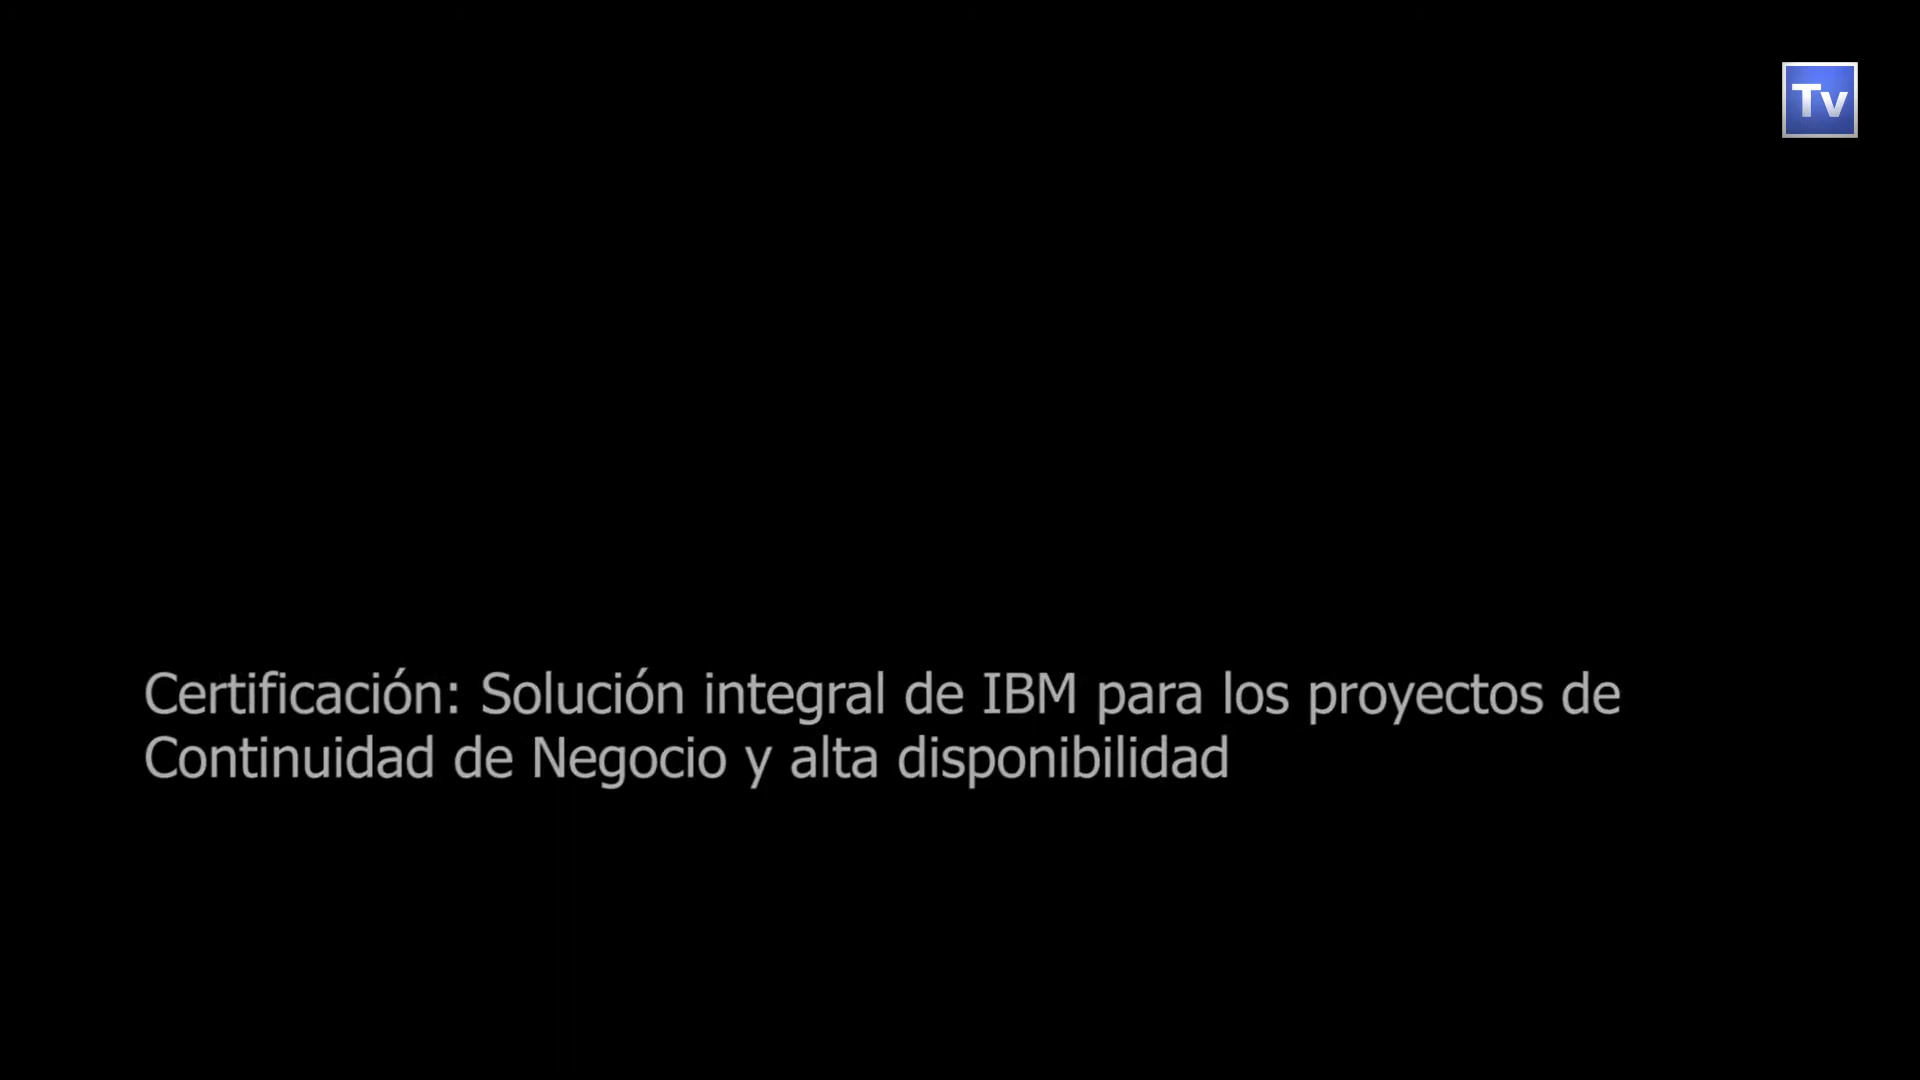 Tv
Certificación: Solución integral de IBM para los proyectos de
Continuidad de Negocio y alta disponibilidad